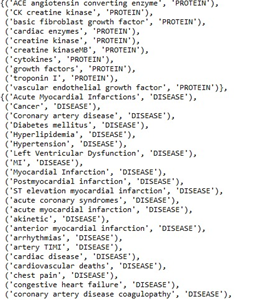 {('ACE angiotensin converting enzyme', 'PROTEIN'),
('CK creatine kinase', 'PROTEIN'),
('basic fibroblast growth factor', 'PROTEIN'),
('cardiac enzymes', 'PROTEIN'),
('creatine kinase', 'PROTEIN'),
('creatine kinaseMB', 'PROTEIN'),
('cytokines', 'PROTEIN'),
('growth factors', 'PROTEIN'),
('troponin I', 'PROTEIN'),
('vascular endothelial growth factor', 'PROTEIN')},
{('Acute Myocardial Infarctions', 'DISEASE'),
('Cancer', 'DISEASE'),
('Coronary artery disease', 'DISEASE'),
('Diabetes mellitus', 'DISEASE'),
('Hyperlipidemia', 'DISEASE'),
('Hypertension', 'DISEASE'),
('Left Ventricular Dysfunction', 'DISEASE'),
('MI', 'DISEASE'),
('Myocardial Infarction', 'DISEASE'),
('Postmyocardial infarction', 'DISEASE'),
('ST elevation myocardial infarction', 'DISEASE'),
('acute coronary syndromes', 'DISEASE'),
('acute myocardial infarction', 'DISEASE'),
('akinetic', 'DISEASE'),
('anterior myocardial infarction', 'DISEASE'),
('arrhythmias', 'DISEASE'),
('artery TIMI', 'DISEASE'),
('cardiac disease', 'DISEASE'),
('cardiovascular deaths', 'DISEASE'),
('chest pain', 'DISEASE'),
('congestive heart failure', 'DISEASE'),
('coronary artery disease coagulopathy', 'DISEASE'),